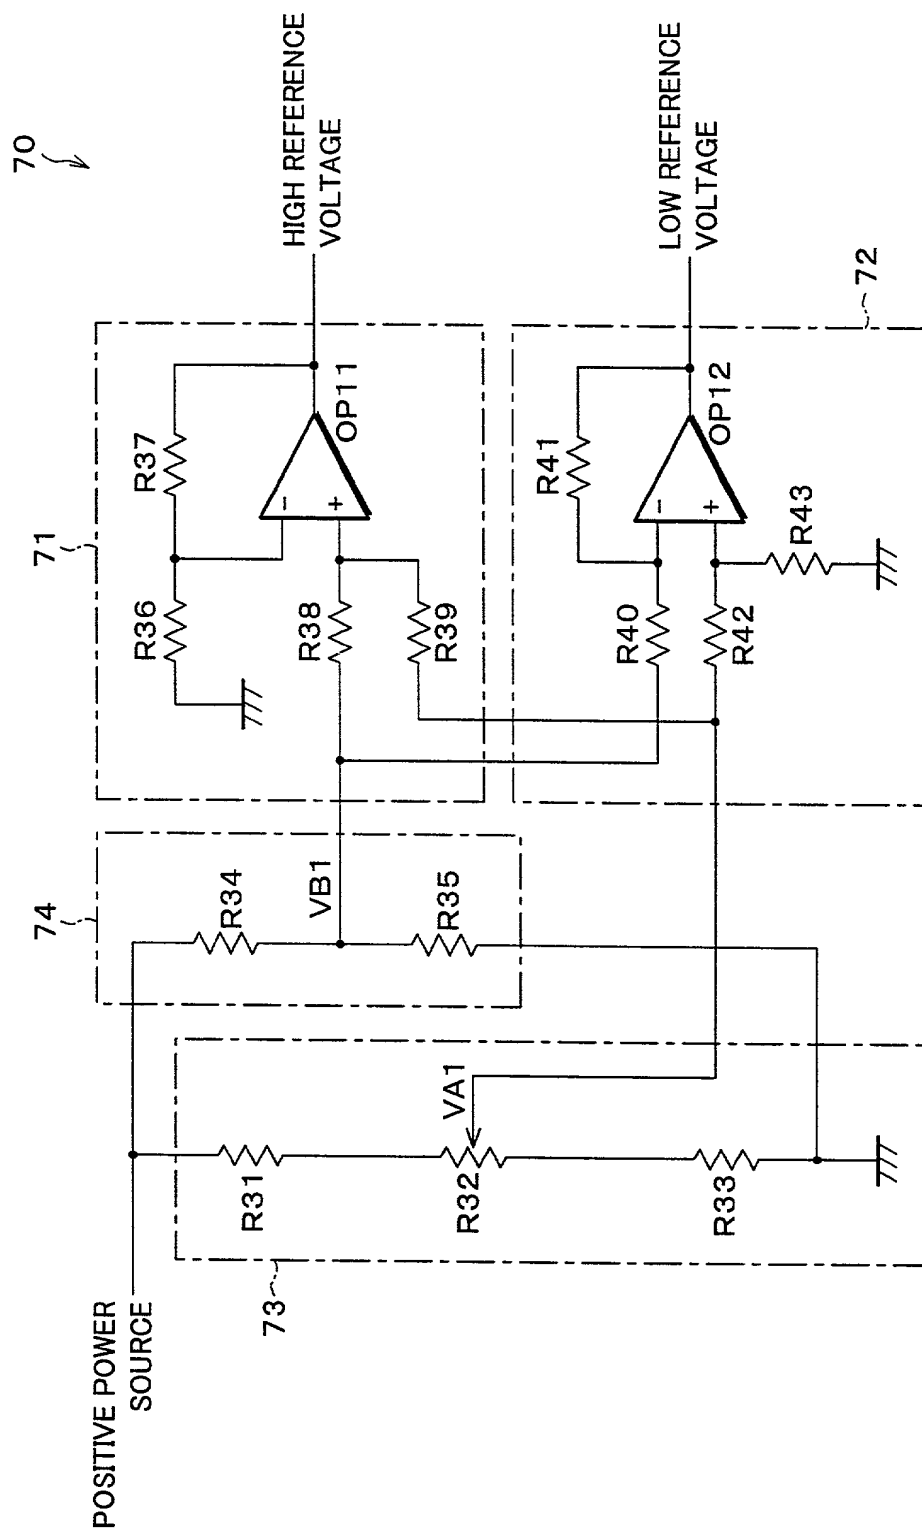 70
HIGH REFERENCE
VOLTAGE
LOW REFERENCE
VOLTAGE
71
R36
R37
R38
R39
-
+
OP11
72
R40
R41
R42
R43
-
+
OP12
74
R34
VB1
R35
73
R31
R32
VA1
R33
POSITIVE POWER
SOURCE